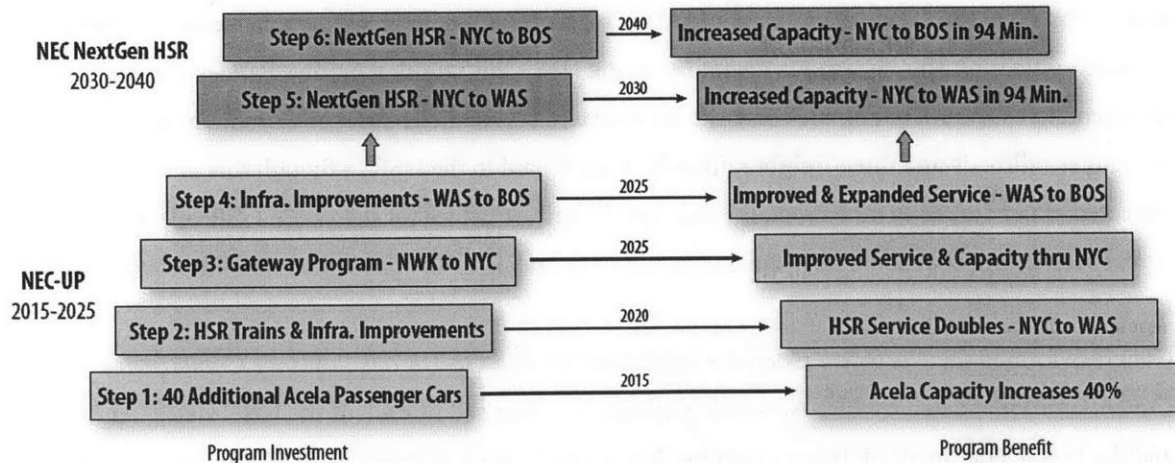 NEC NextGen HSR
2030-2040
Step 6: NextGen HSR - NYC to BOS
2040
Increased Capacity - NYC to BOS in 94 Min.
Step 5: NextGen HSR - NYC to WAS
2030
Increased Capacity - NYC to WAS in 94 Min.
NEC-UP
2015-2025
Step 4: Infra. Improvements - WAS to BOS
2025
Improved & Expanded Service - WAS to BOS
Step 3: Gateway Program - NWK to NYC
2025
Improved Service & Capacity thru NYC
Step 2: HSR Trains & Infra. Improvements
2020
HSR Service Doubles - NYC to WAS
Step 1: 40 Additional Acela Passenger Cars
2015
Acela Capacity Increases 40%
Program Investment
Program Benefit